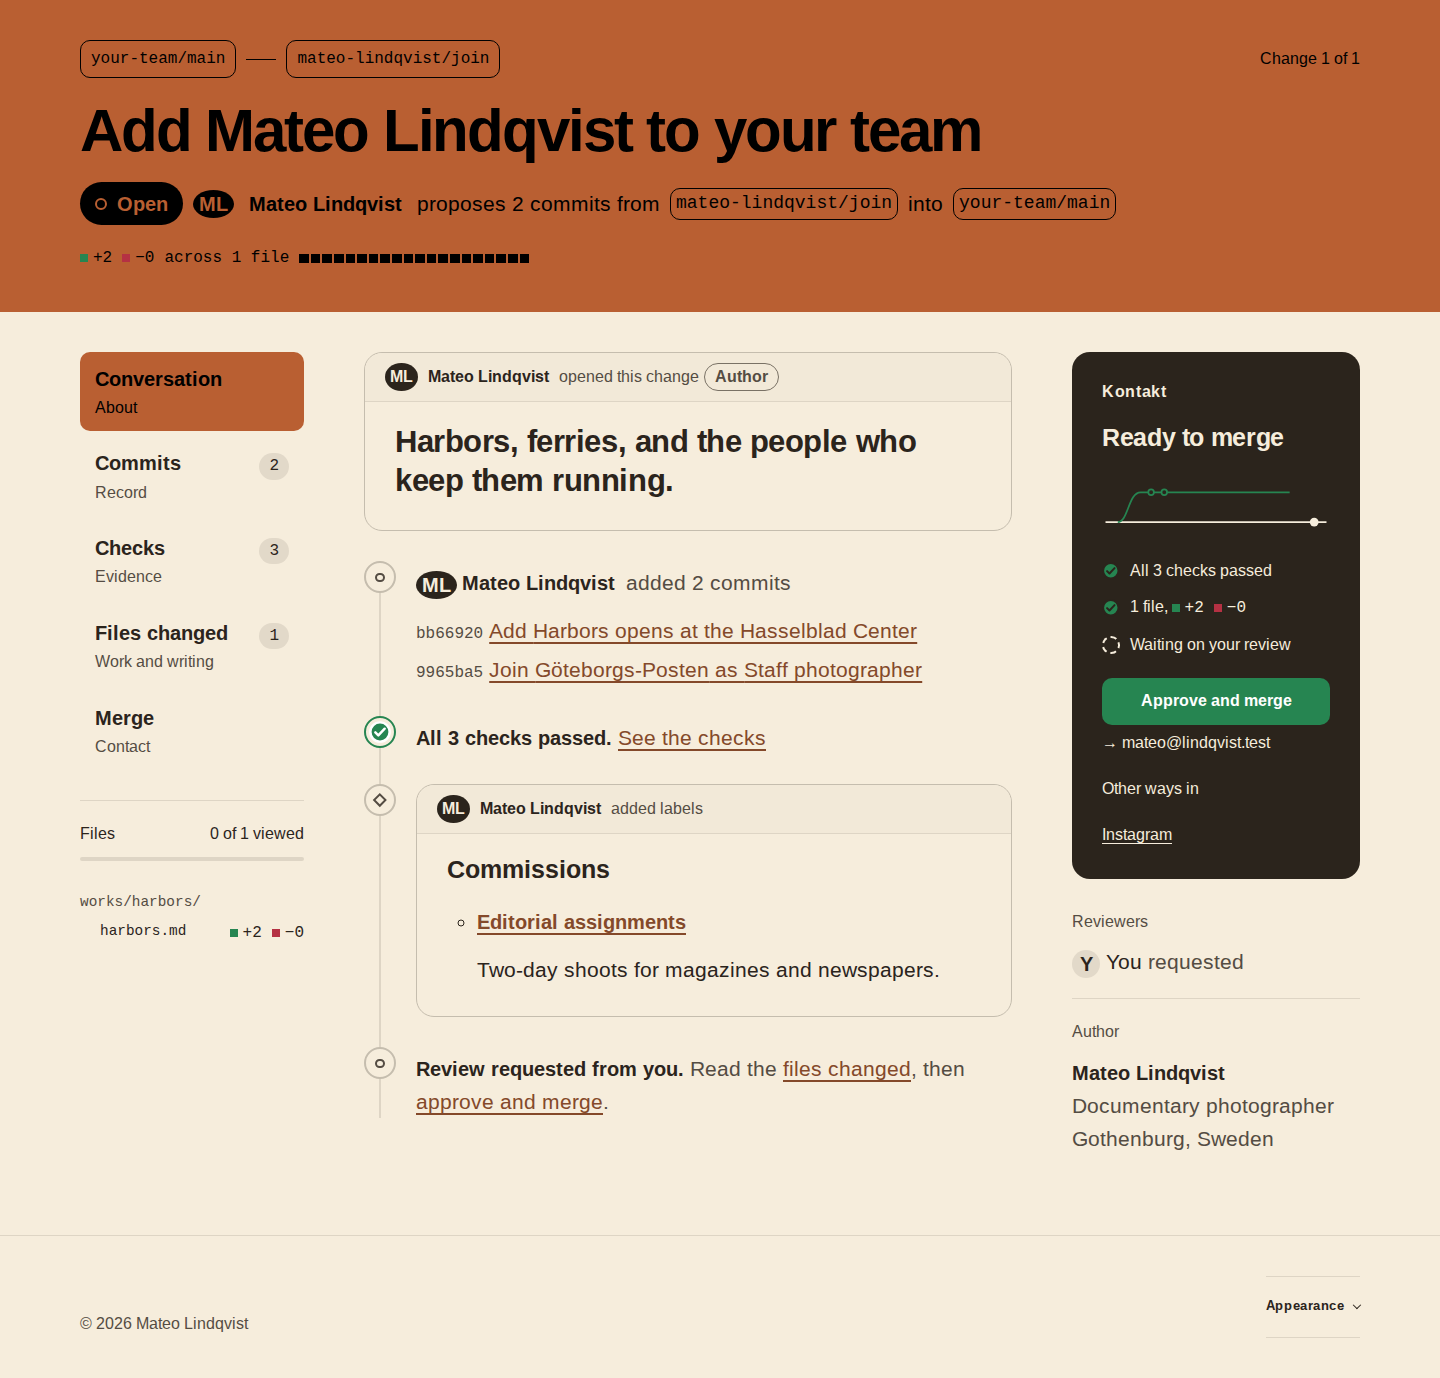 your-team/main mateo-lindqvist/join
Change 1 of 1
Add Mateo Lindqvist to your team
Open ML Mateo Lindqvist proposes 2 commits from mateo-lindqvist/join into your-team/main
+2 −0 across 1 file
Conversation
About
Commits 2
Record
Checks 3
Evidence
Files changed 1
Work and writing
Merge
Contact
Files 0 of 1 viewed
works/harbors/
harbors.md +2 −0
ML Mateo Lindqvist opened this change Author
Harbors, ferries, and the people who
keep them running.
ML Mateo Lindqvist added 2 commits
bb66920 Add Harbors opens at the Hasselblad Center
9965ba5 Join Göteborgs-Posten as Staff photographer
All 3 checks passed. See the checks
ML Mateo Lindqvist added labels
Commissions
Editorial assignments
Two-day shoots for magazines and newspapers.
Review requested from you. Read the files changed, then
approve and merge.
Kontakt
Ready to merge
All 3 checks passed
1 file, +2 −0
Waiting on your review
Approve and merge
→ mateo@lindqvist.test
Other ways in
Instagram
Reviewers
Y You requested
Author
Mateo Lindqvist
Documentary photographer
Gothenburg, Sweden
© 2026 Mateo Lindqvist
Appearance